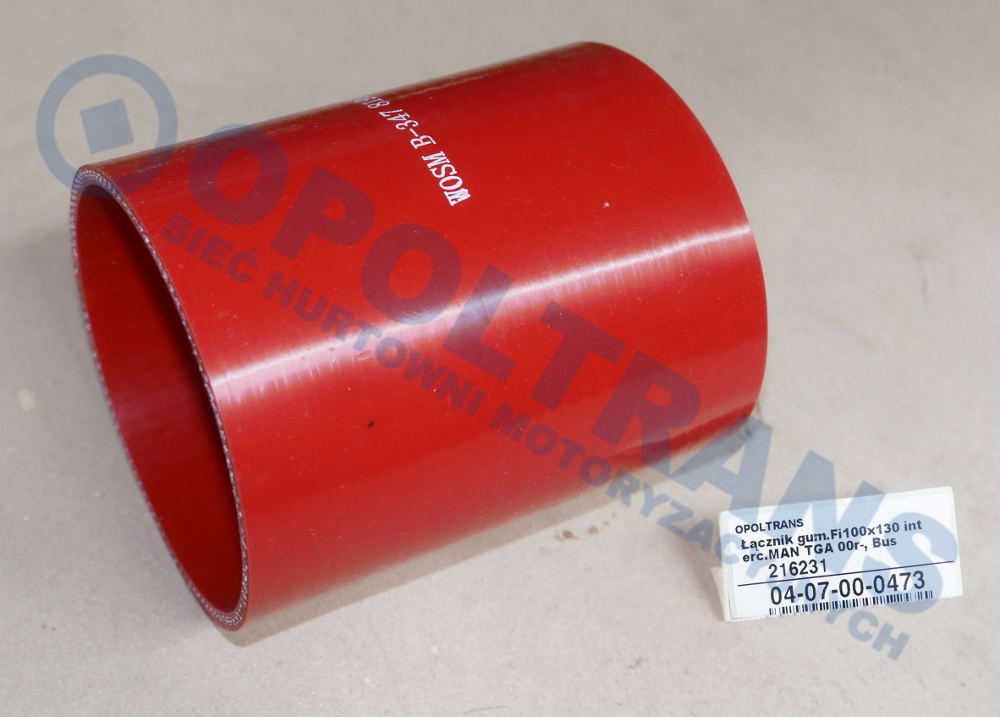 WOSM B-347 81
OPOLTRANS
SIEĆ HURTOWNI MOTORYZACYJNYCH
OPOLTRANS
Łącznik gum.Fi100x130 int
erc.MAN TGA 00r-, Bus
216231
04-07-00-0473